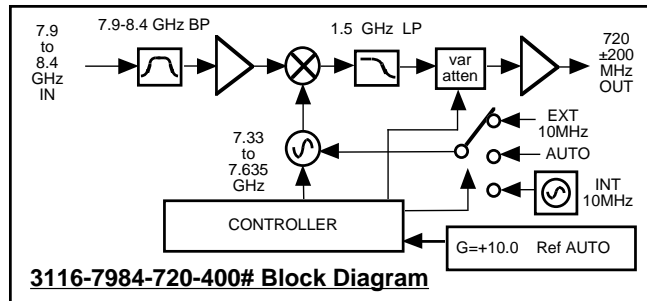 7.9
to
8.4
GHz
IN
7.9-8.4 GHz BP
1.5 GHz LP
var
atten
720
±200
MHz
OUT
7.33
to
7.635
GHz
EXT
10MHz
AUTO
INT
10MHz
CONTROLLER
G=+10.0 Ref AUTO
3116-7984-720-400# Block Diagram